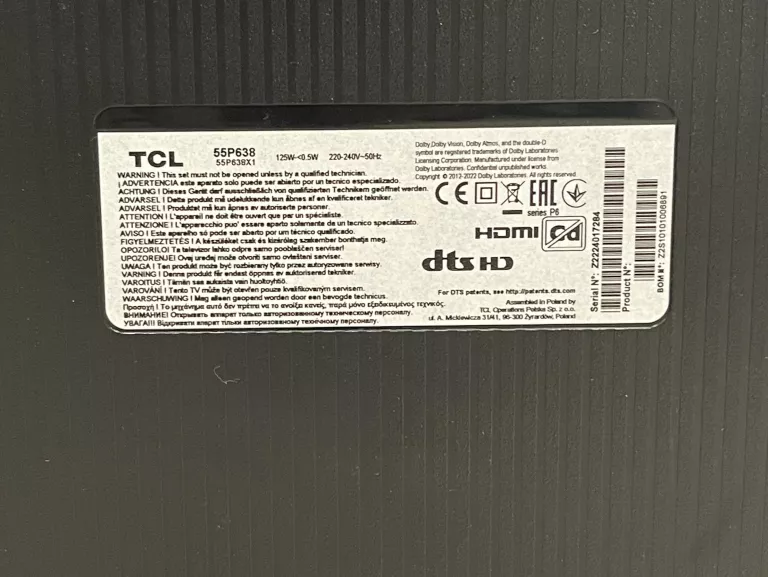 TCL
55P638
55P638X1
125W~<0.5W 220-240V~50Hz
WARNING ! This set must not be opened unless by a qualified technician.
¡ ADVERTENCIA este aparato solo puede ser abierto por un tecnico especializado.
ACHTUNG ! Dieses Gerät darf ausschließlich von qualifizierten Technikern geöffnet werden.
ADVARSEL ! Dette produkt må udelukkende kun åbnes af en kvalificeret tekniker.
ADVARSEL ! Produktet må kun åpnes av autoriserte personer.
ATTENTION ! L'appareil ne doit être ouvert que par un spécialiste.
ATTENZIONE ! L'apparecchio puo' essere aperto solamente da un tecnico specializzato.
AVISO ! Este aparelho só pode ser aberto por um técnico qualificado.
FIGYELMEZTETÉS ! A készüléket csak és kizárólag szakember bonthatja meg.
OPOZORILO! Ta televizor lahko odpre samo pooblaščen serviser!
UPOZORENJE! Ovaj uređaj može otvoriti samo ovlašteni serviser.
UWAGA ! Ten produkt może być rozbierany tylko przez autoryzowane serwisy.
VARNING ! Denna produkt får endast öppnas av auktoriserad tekniker.
VAROITUS ! Tämän saa aukaista vain huoltoyhtiö.
VAROVÁNÍ ! Tento TV může být otevřen pouze kvalifikovaným servisem.
WAARSCHUWING ! Mag alleen geopend worden door een bevoegde technicus.
Προσοχή ! Το μηχάνημα δεν πρέπει να το ανοίξει κανείς, παρά μόνο εξειδικευμένος τεχνικός.
ВНИМАНИЕ! Открывать аппарат только авторизованному техническому персоналу.
УВАГА!!! Відкривати апарат тільки авторизованому технічному персоналу.
Dolby,Dolby Vision, Dolby Atmos, and the double-D
symbol are registered trademarks of Dolby Laboratories
Licensing Corporation. Manufactured under license from
Dolby Laboratories. Confidential unpublished works.
Copyright © 2012-2022 Dolby Laboratories. All rights reserved.
CE EAC
series P6
HDMI
dts HD
For DTS patents, see http://patents.dts.com
Assembled in Poland by
TCL Operations Polska Sp. z o.o.
ul. A. Mickiewicza 31/41, 96-300 Żyrardów, Poland
Serial N°: Z2224017284
Product N°:
BOM N°: Z2S10101006891